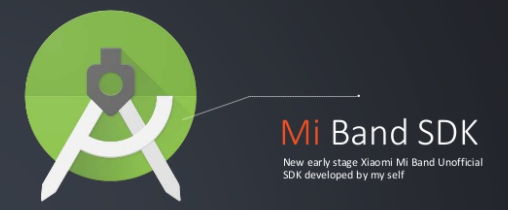 Mi Band SDK
New early stage Xiaomi Mi Band Unofficial
SDK developed by my self